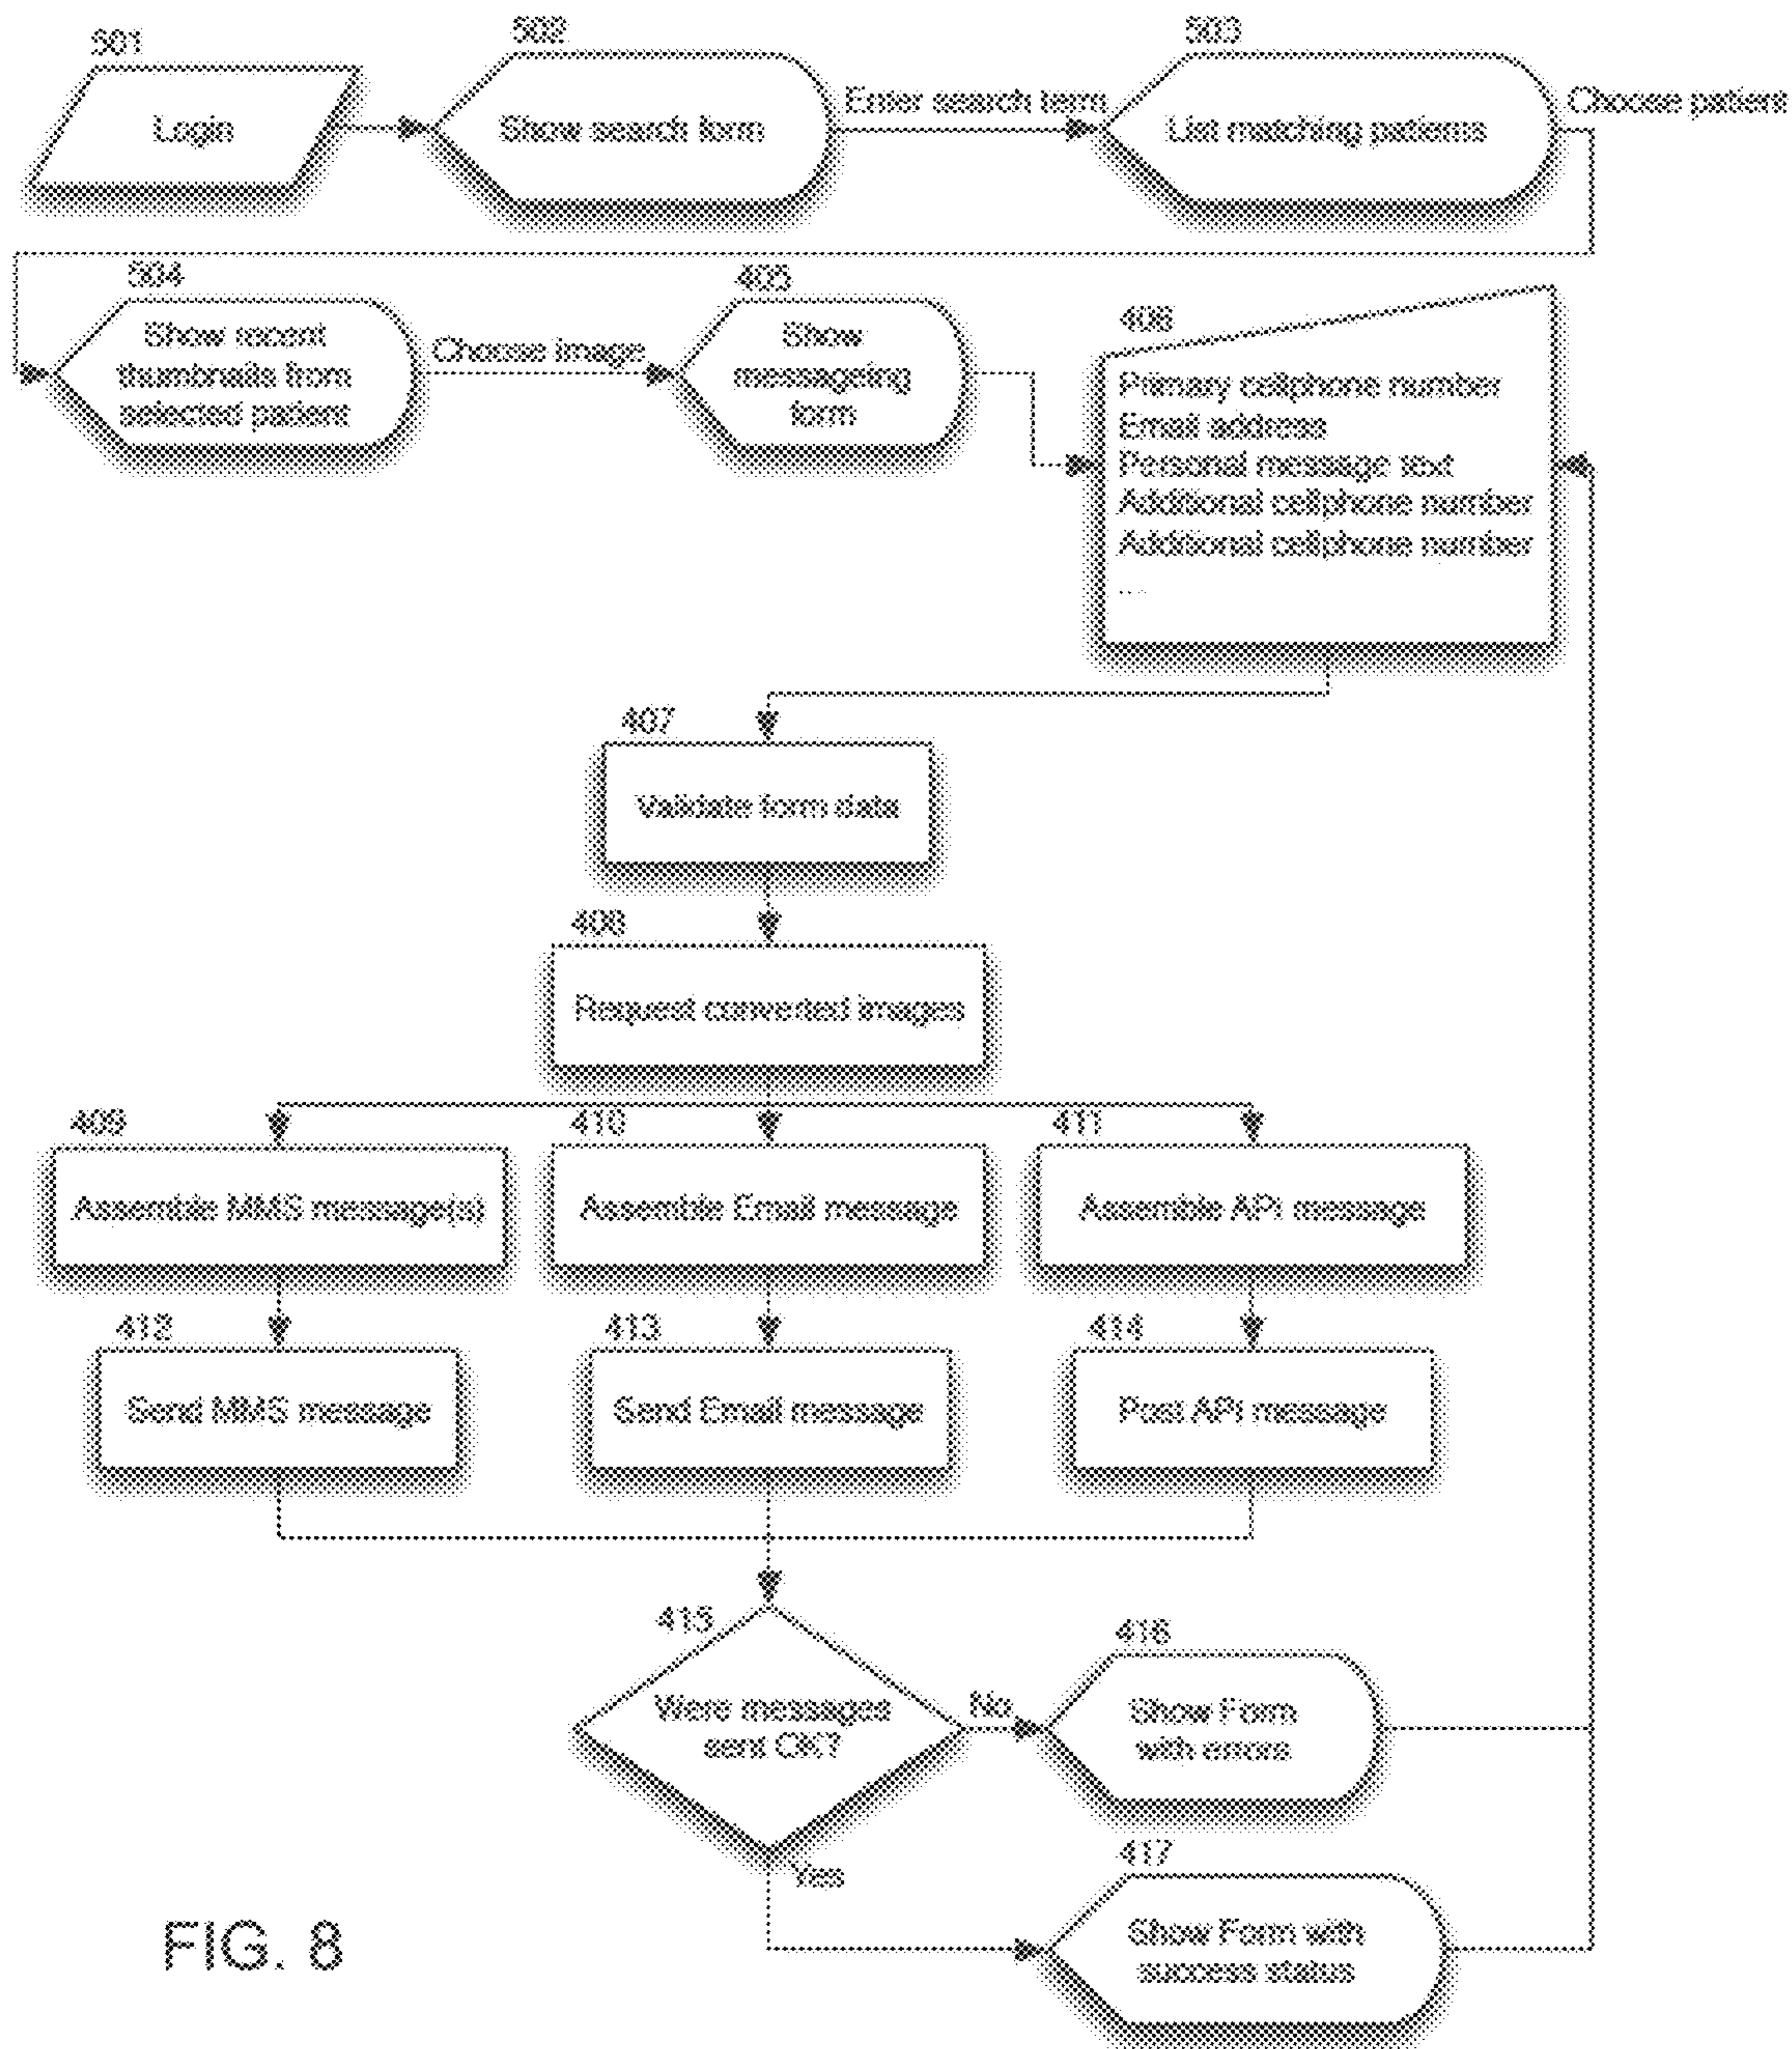 501
Login
502
Show search form
Enter search term
503
List matching patients
Choose patient
504
Show recent
thumbnails from
selected patient
Choose image
405
Show
messageing
form
406
Primary cellphone number
Email address
Personal message text
Additional cellphone number
Additional cellphone number
...
407
Validate form data
408
Request converted images
409
Assemble MMS message(s)
410
Assemble Email message
411
Assemble API message
412
Send MMS message
413
Send Email message
414
Post API message
415
Were messages
sent OK?
No
416
Show Form
with errors
Yes
417
Show Form with
success status
FIG. 8